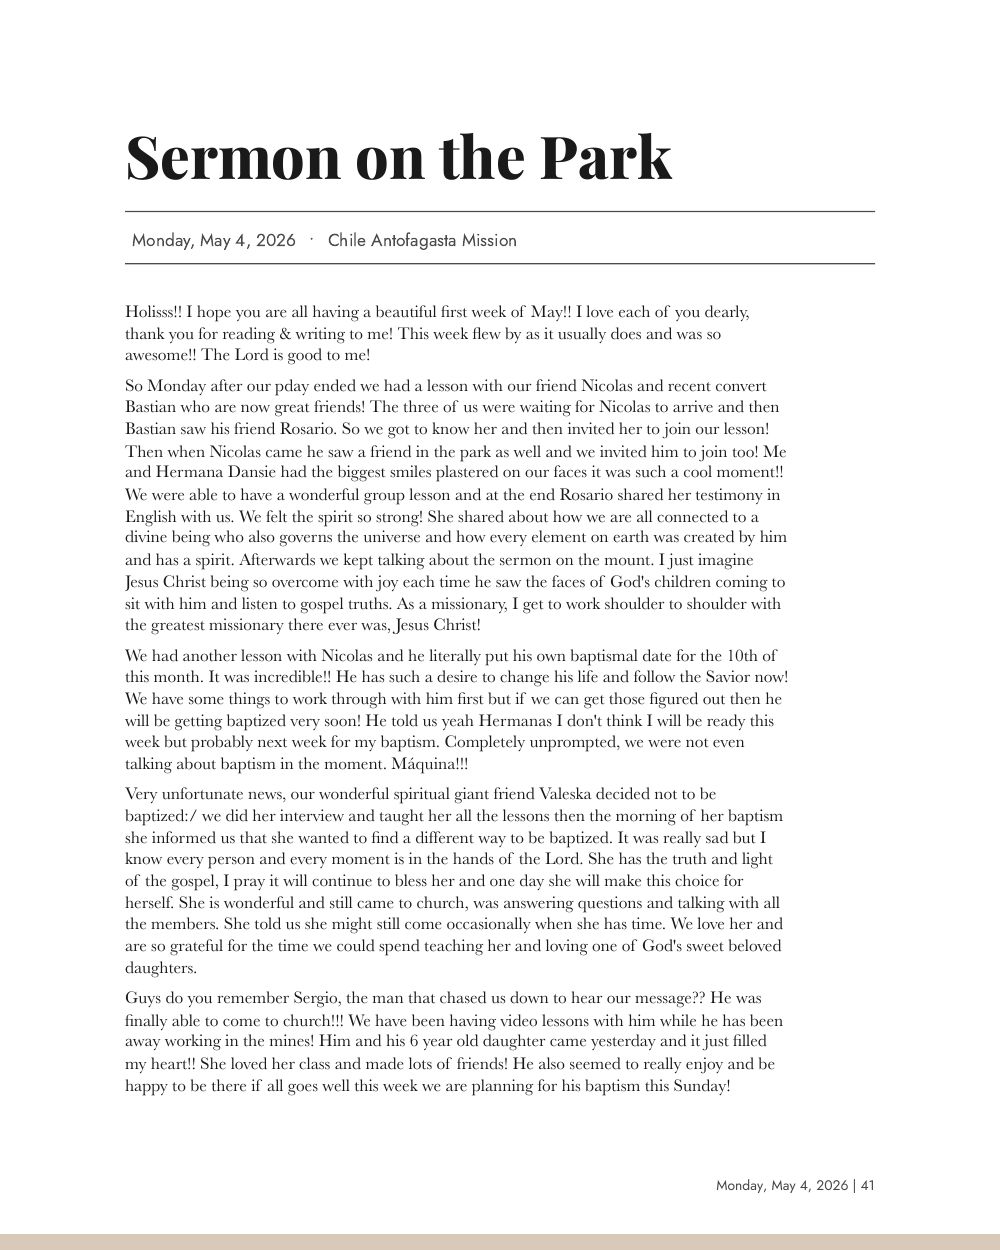 Sermon on the Park
Monday, May 4, 2026 · Chile Antofagasta Mission
Holisss!! I hope you are all having a beautiful first week of May!! I love each of you dearly,
thank you for reading & writing to me! This week flew by as it usually does and was so
awesome!! The Lord is good to me!
So Monday after our pday ended we had a lesson with our friend Nicolas and recent convert
Bastian who are now great friends! The three of us were waiting for Nicolas to arrive and then
Bastian saw his friend Rosario. So we got to know her and then invited her to join our lesson!
Then when Nicolas came he saw a friend in the park as well and we invited him to join too! Me
and Hermana Dansie had the biggest smiles plastered on our faces it was such a cool moment!!
We were able to have a wonderful group lesson and at the end Rosario shared her testimony in
English with us. We felt the spirit so strong! She shared about how we are all connected to a
divine being who also governs the universe and how every element on earth was created by him
and has a spirit. Afterwards we kept talking about the sermon on the mount. I just imagine
Jesus Christ being so overcome with joy each time he saw the faces of God's children coming to
sit with him and listen to gospel truths. As a missionary, I get to work shoulder to shoulder with
the greatest missionary there ever was, Jesus Christ!
We had another lesson with Nicolas and he literally put his own baptismal date for the 10th of
this month. It was incredible!! He has such a desire to change his life and follow the Savior now!
We have some things to work through with him first but if we can get those figured out then he
will be getting baptized very soon! He told us yeah Hermanas I don't think I will be ready this
week but probably next week for my baptism. Completely unprompted, we were not even
talking about baptism in the moment. Máquina!!!
Very unfortunate news, our wonderful spiritual giant friend Valeska decided not to be
baptized:/ we did her interview and taught her all the lessons then the morning of her baptism
she informed us that she wanted to find a different way to be baptized. It was really sad but I
know every person and every moment is in the hands of the Lord. She has the truth and light
of the gospel, I pray it will continue to bless her and one day she will make this choice for
herself. She is wonderful and still came to church, was answering questions and talking with all
the members. She told us she might still come occasionally when she has time. We love her and
are so grateful for the time we could spend teaching her and loving one of God's sweet beloved
daughters.
Guys do you remember Sergio, the man that chased us down to hear our message?? He was
finally able to come to church!!! We have been having video lessons with him while he has been
away working in the mines! Him and his 6 year old daughter came yesterday and it just filled
my heart!! She loved her class and made lots of friends! He also seemed to really enjoy and be
happy to be there if all goes well this week we are planning for his baptism this Sunday!
Monday, May 4, 2026 | 41